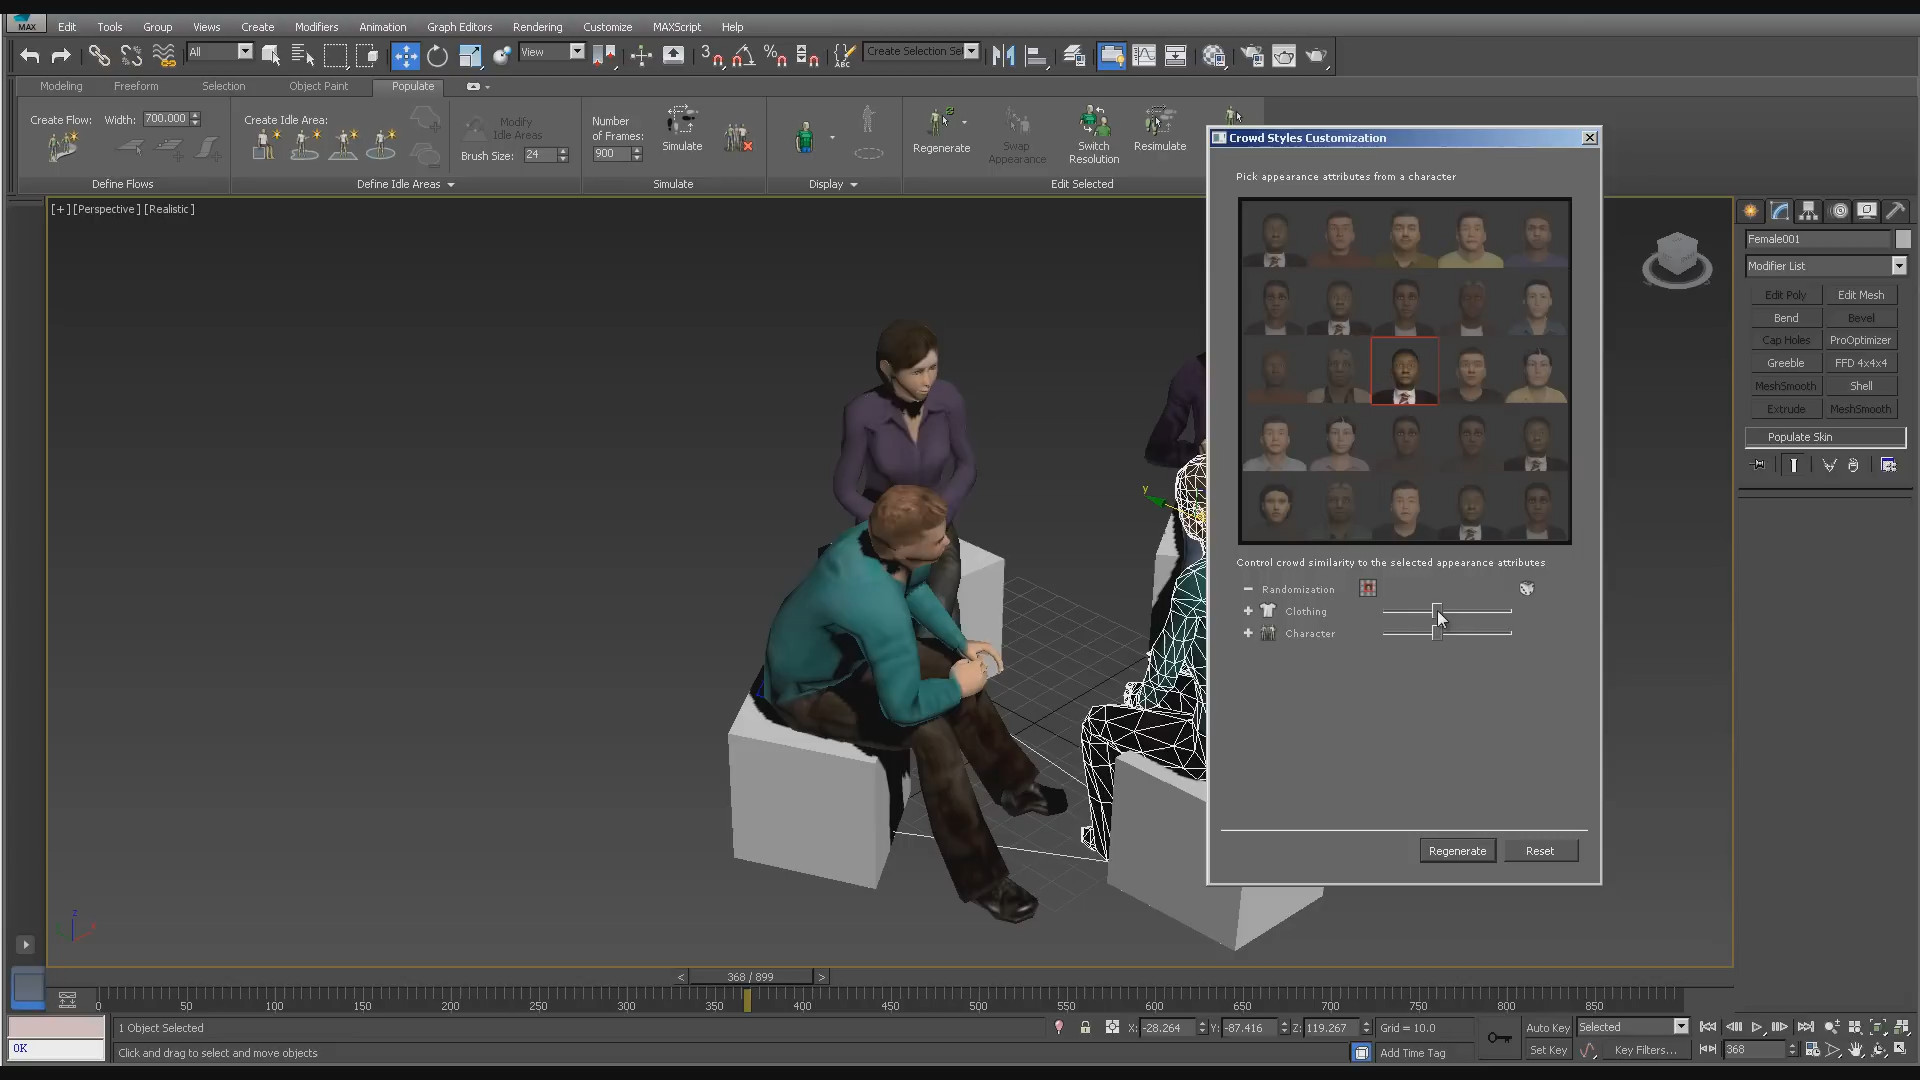 MAX Edit Tools Group Views Create Modifiers Animation Graph Editors Rendering Customize MAXScript Help
All View Create Selection Se
3 % ABC
Modeling Freeform Selection Object Paint Populate
Create Flow: Width: 700.000 Create Idle Area: Modify Idle Areas Brush Size: 24
Number of Frames: 900 Simulate
Regenerate Swap Appearance Switch Resolution Resimulate
Define Flows Define Idle Areas Simulate Display Edit Selected
Crowd Styles Customization
Pick appearance attributes from a character
[+] [Perspective] [Realistic]
Female001
Modifier List
Edit Poly Edit Mesh
Bend Bevel
Cap Holes ProOptimizer
Greeble FFD 4x4x4
MeshSmooth Shell
Extrude MeshSmooth
Populate Skin
y
Control crowd similarity to the selected appearance attributes
Randomization
Clothing
Character
Regenerate Reset
z
x
< 368 / 899 >
0 50 100 150 200 250 300 350 400 450 500 550 600 650 700 750 800 850
1 Object Selected X: -28.264 Y: -87.416 Z: 119.267 Grid = 10.0 Auto Key Selected
OK Click and drag to select and move objects Add Time Tag Set Key Key Filters... 368